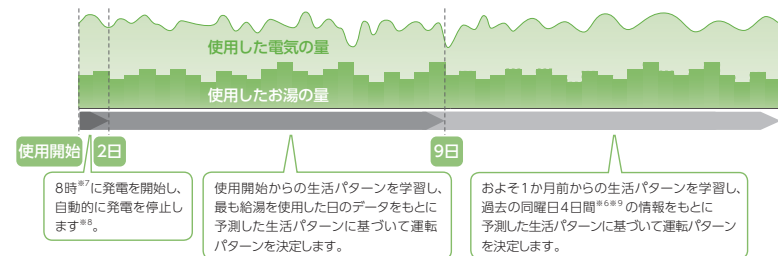 使用した電気の量
使用したお湯の量
使用開始
2日
9日
8時※7に発電を開始し、
自動的に発電を停止し
ます※8。
使用開始からの生活パターンを学習し、
最も給湯を使用した日のデータをもとに
予測した生活パターンに基づいて運転
パターンを決定します。
およそ1か月前からの生活パターンを学習し、
過去の同曜日4日間※6※9の情報をもとに
予測した生活パターンに基づいて運転パターン
を決定します。